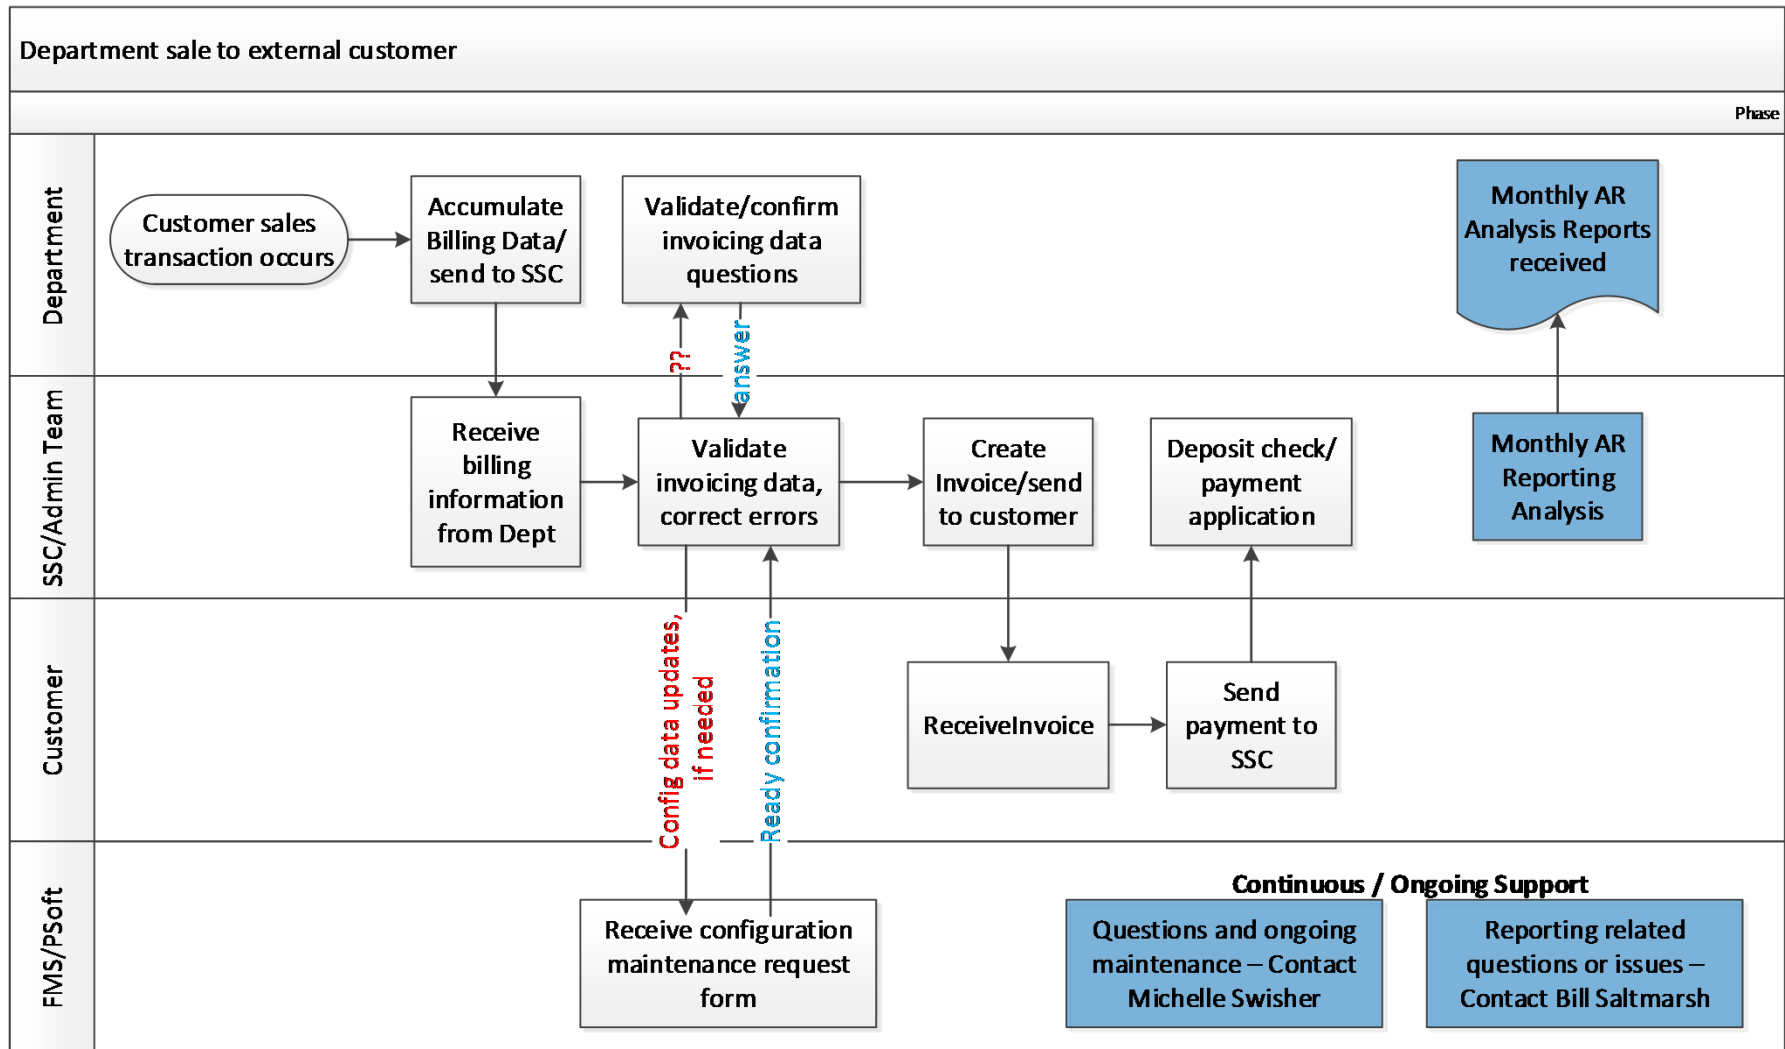 Department sale to external customer
Phase
Department
Customer sales
transaction occurs
Accumulate
Billing Data/
send to SSC
Validate/confirm
invoicing data
questions
Monthly AR
Analysis Reports
received
??
answer
SSC/Admin Team
Receive
billing
information
from Dept
Validate
invoicing data,
correct errors
Create
Invoice/send
to customer
Deposit check/
payment
application
Monthly AR
Reporting
Analysis
Customer
Config data updates,
if needed
Ready confirmation
ReceiveInvoice
Send
payment to
SSC
FMS/PSoft
Receive configuration
maintenance request
form
Continuous / Ongoing Support
Questions and ongoing
maintenance – Contact
Michelle Swisher
Reporting related
questions or issues –
Contact Bill Saltmarsh